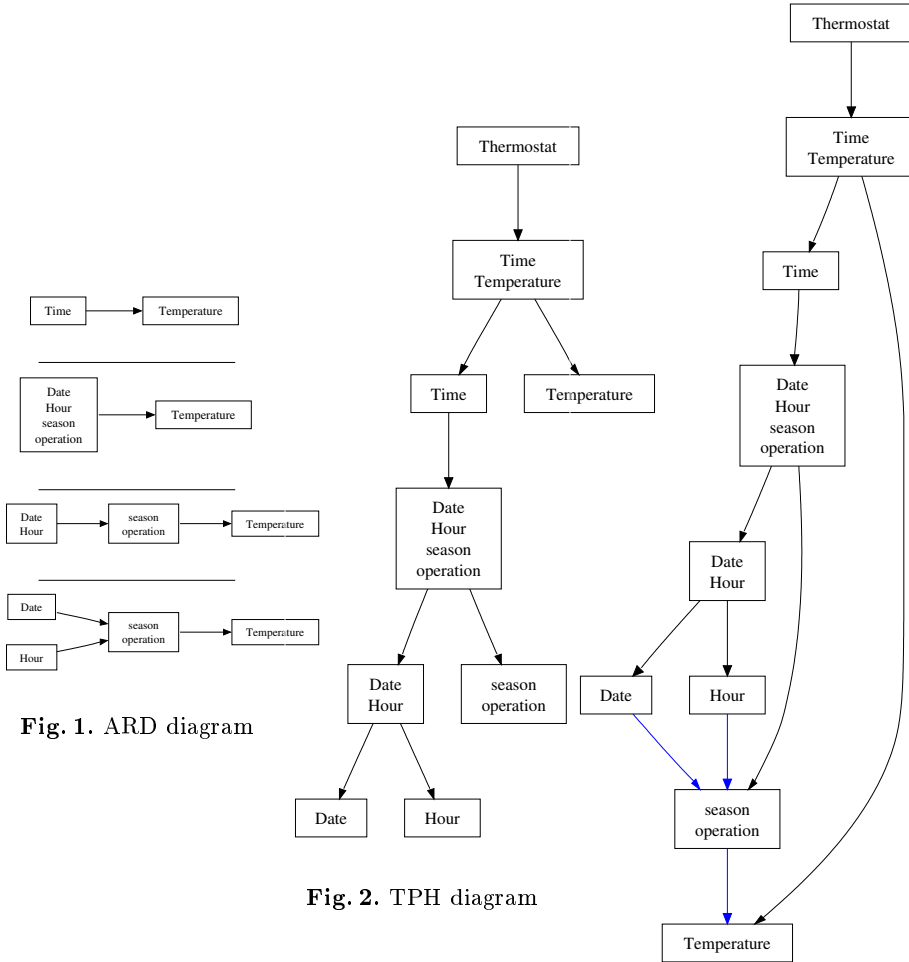 Time
Temperature
Date
Hour
season
operation
Temperature
Date
Hour
season
operation
Temperature
Date
Hour
season
operation
Temperature
Fig. 1. ARD diagram
Thermostat
Time
Temperature
Time
Temperature
Date
Hour
season
operation
Date
Hour
season
operation
Date
Hour
Fig. 2. TPH diagram
Thermostat
Time
Temperature
Time
Date
Hour
season
operation
Date
Hour
Date
Hour
season
operation
Temperature